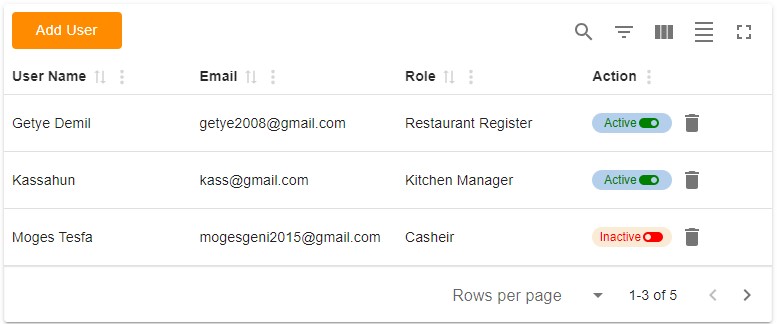 Add User
User Name Email Role Action
Getye Demil getye2008@gmail.com Restaurant Register Active
Kassahun kass@gmail.com Kitchen Manager Active
Moges Tesfa mogesgeni2015@gmail.com Casheir Inactive
Rows per page 1-3 of 5